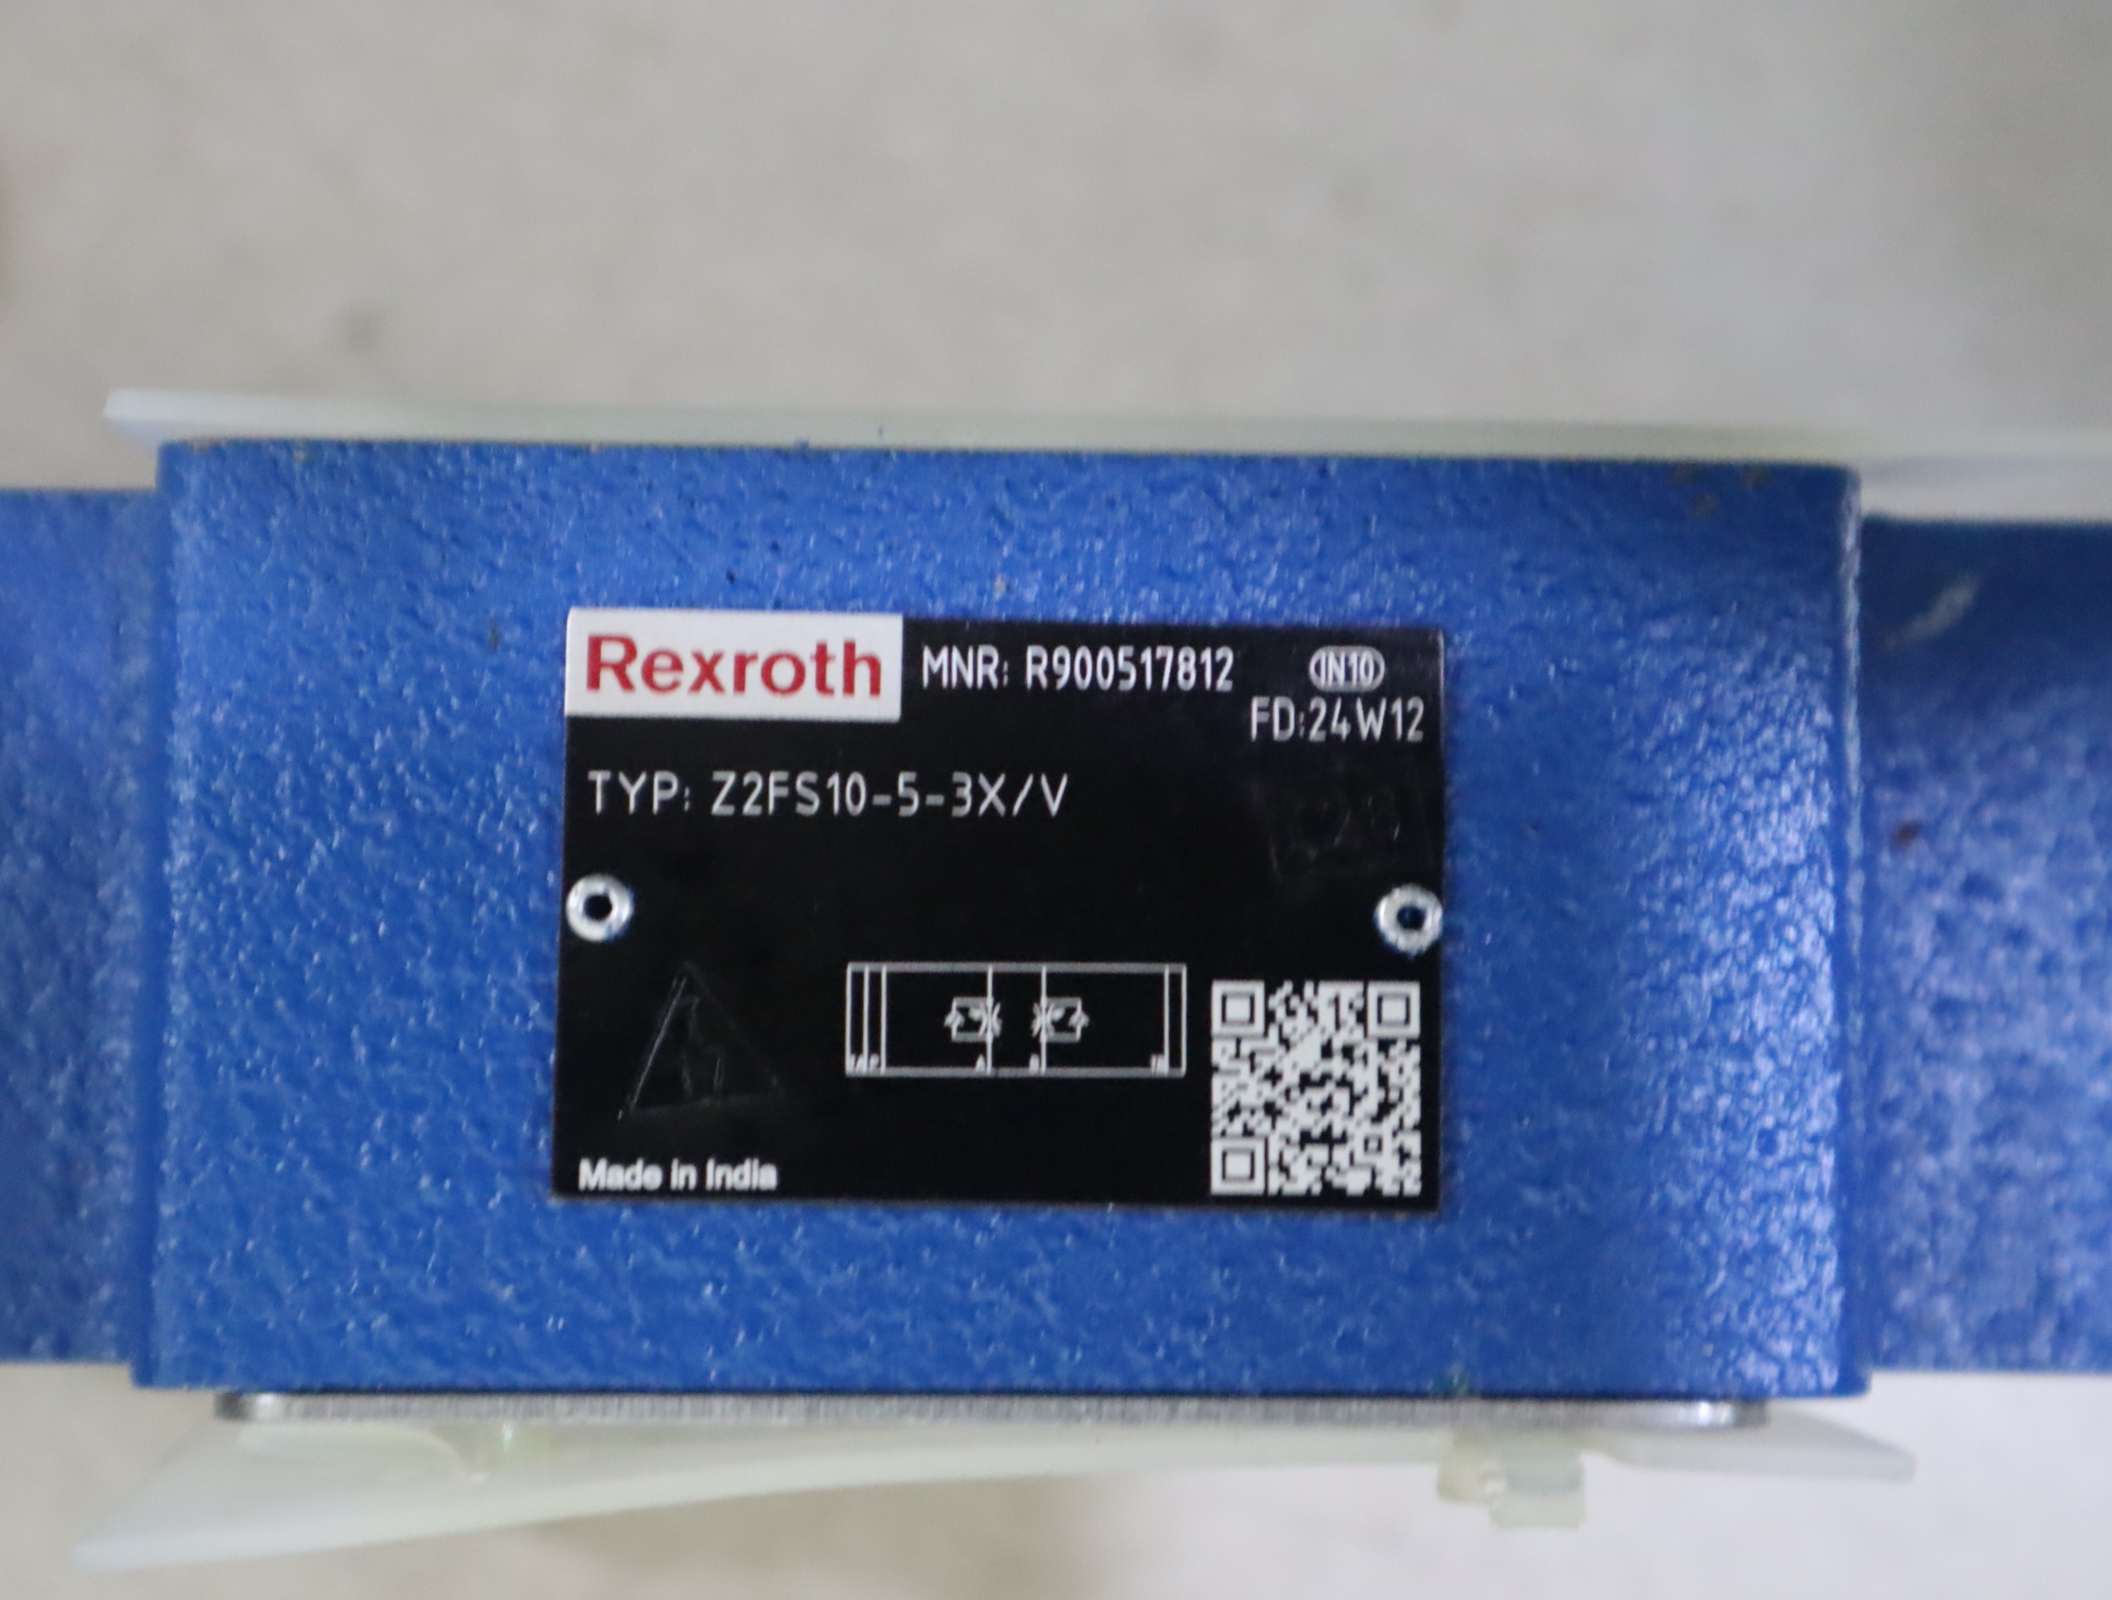 Rexroth MNR: R900517812 IN10
FD:24W12
TYP: Z2FS10-5-3X/V
A B
Made in India